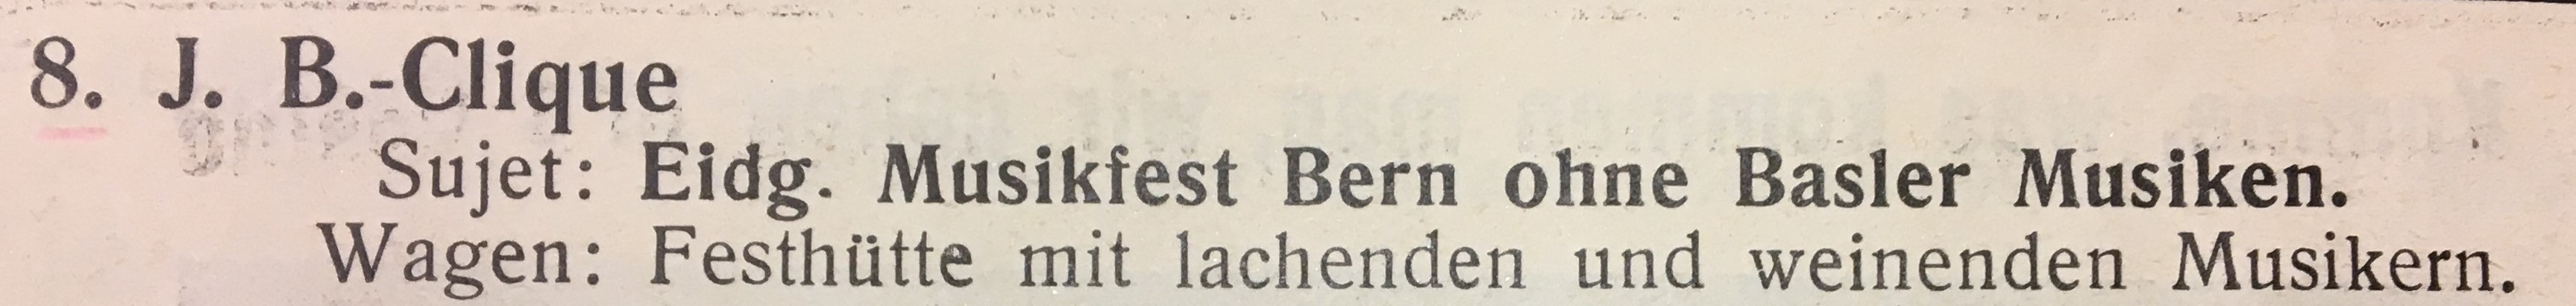 8. J. B.-Clique
Sujet: Eidg. Musikfest Bern ohne Basler Musiken.
Wagen: Festhütte mit lachenden und weinenden Musikern.